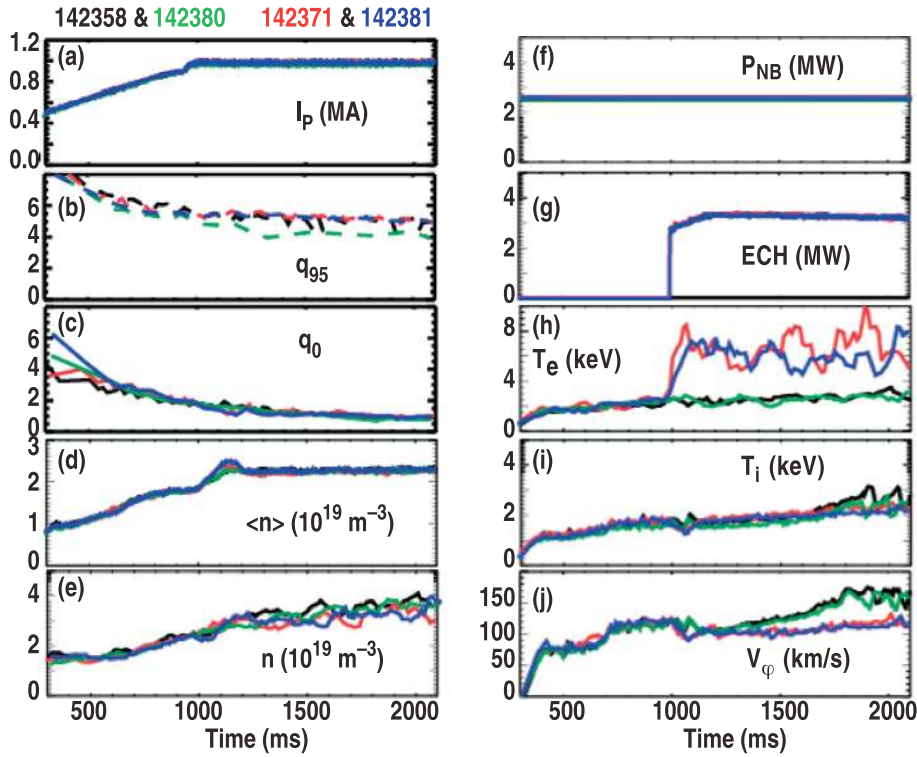 142358 & 142380 142371 & 142381
(a)
1.2
0.8
0.4
0.0
I_P (MA)
(b)
6
4
2
0
q_95
(c)
6
4
2
0
q_0
(d)
3
2
1
0
<n> (10^19 m^-3)
(e)
4
2
0
n (10^19 m^-3)
500 1000 1500 2000
Time (ms)
(f)
4
2
0
P_NB (MW)
(g)
4
2
0
ECH (MW)
(h)
8
6
4
2
0
T_e (keV)
(i)
4
2
0
T_i (keV)
(j)
150
100
50
0
V_φ (km/s)
500 1000 1500 2000
Time (ms)